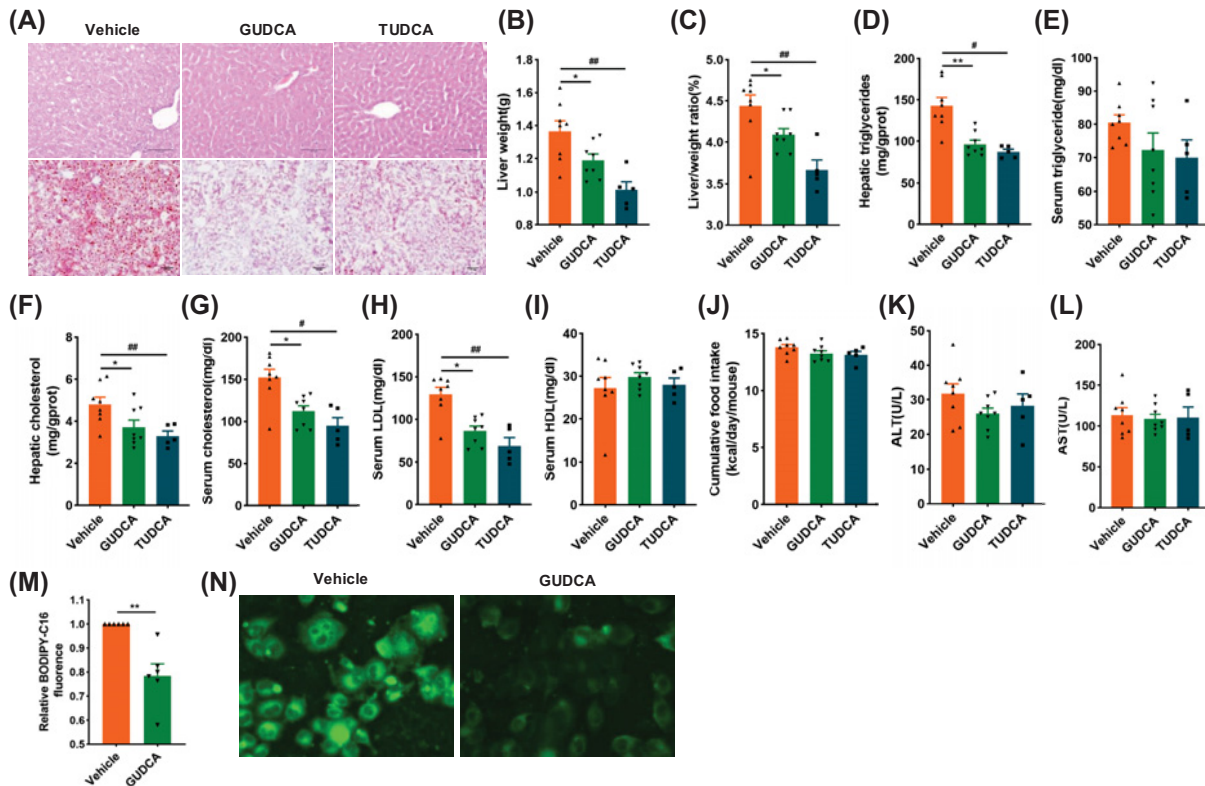 (A)
Vehicle
GUDCA
TUDCA
(B)
Liver weight(g)
1.8
1.6
1.4
1.2
1.0
0.8
##
*
Vehicle
GUDCA
TUDCA
(C)
Liver/weight ratio(%)
5.0
4.5
4.0
3.5
3.0
##
*
Vehicle
GUDCA
TUDCA
(D)
Hepatic triglycerides
(mg/gprot)
200
150
100
50
0
#
**
Vehicle
GUDCA
TUDCA
(E)
Serum triglyceride(mg/dl)
100
90
80
70
60
50
Vehicle
GUDCA
TUDCA
(F)
Hepatic cholesterol
(mg/gprot)
8
6
4
2
0
##
*
Vehicle
GUDCA
TUDCA
(G)
Serum cholesterol(mg/dl)
200
150
100
50
0
#
*
Vehicle
GUDCA
TUDCA
(H)
Serum LDL(mg/dl)
200
150
100
50
0
##
*
Vehicle
GUDCA
TUDCA
(I)
Serum HDL(mg/dl)
40
30
20
10
0
Vehicle
GUDCA
TUDCA
(J)
Cumulative food intake
(kcal/day/mouse)
15
10
5
0
Vehicle
GUDCA
TUDCA
(K)
ALT(U/L)
50
40
30
20
10
0
Vehicle
GUDCA
TUDCA
(L)
AST(U/L)
200
150
100
50
0
Vehicle
GUDCA
TUDCA
(M)
Relative BODIPY-C16
fluorence
1.1
1.0
0.9
0.8
0.7
0.6
0.5
**
Vehicle
GUDCA
(N)
Vehicle
GUDCA